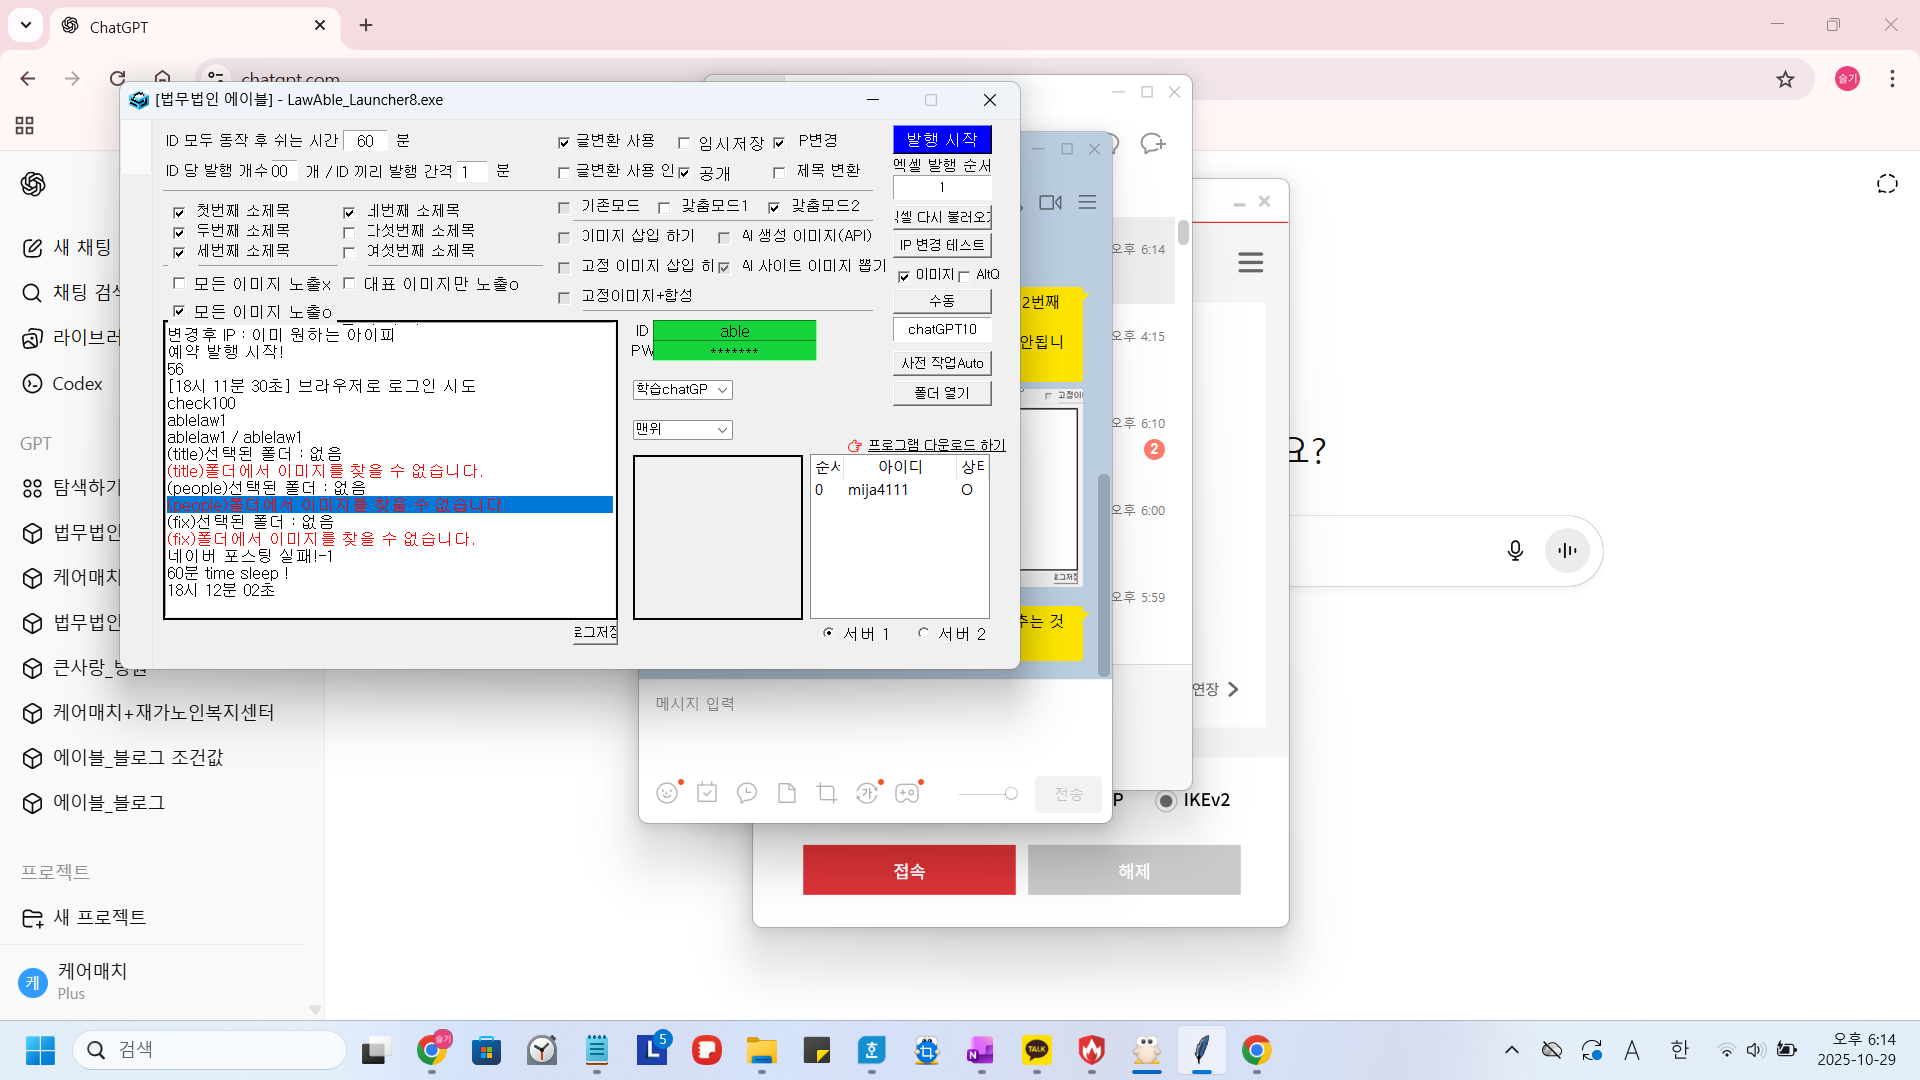 ChatGPT
chatgpt.com
슬기
새 채팅
채팅 검색
라이브러
Codex
GPT
탐색하기
법무법인
케어매치
법무법인
큰사랑_병원
케어매치+재가노인복지센터
에이블_블로그 조건값
에이블_블로그
프로젝트
새 프로젝트
케
케어매치
Plus
[법무법인 에이블] - LawAble_Launcher8.exe
ID 모두 동작 후 쉬는 시간 60 분
ID 당 발행 개수 00 개 / ID 끼리 발행 간격 1 분
글변환 사용
임시저장
P변경
글변환 사용 인
공개
제목 변환
첫번째 소제목
네번째 소제목
두번째 소제목
다섯번째 소제목
세번째 소제목
여섯번째 소제목
모든 이미지 노출x
대표 이미지만 노출o
모든 이미지 노출o
기존모드
맞춤모드1
맞춤모드2
이미지 삽입 하기
AI 생성 이미지(API)
고정 이미지 삽입 히
AI 사이트 이미지 뽑기
고정이미지+합성
발행 시작
엑셀 발행 순서
1
엑셀 다시 불러오기
IP 변경 테스트
이미지
AltQ
수동
chatGPT10
사전 작업Auto
폴더 열기
변경후 IP : 이미 원하는 아이피
예약 발행 시작!
56
[18시 11분 30초] 브라우저로 로그인 시도
check100
ablelaw1
ablelaw1 / ablelaw1
(title)선택된 폴더 : 없음
(title)폴더에서 이미지를 찾을 수 없습니다.
(people)선택된 폴더 : 없음
(people)폴더에서 이미지를 찾을 수 없습니다.
(fix)선택된 폴더 : 없음
(fix)폴더에서 이미지를 찾을 수 없습니다.
네이버 포스팅 실패!-1
60분 time sleep !
18시 12분 02초
로그저장
ID able
PW *******
학습chatGP
맨위
프로그램 다운로드 하기
순서 아이디 상태
0 mija4111 O
서버 1
서버 2
2번째
안됩니
고정이미
로그저장
추는 것
메시지 입력
전송
오후 6:14
오후 4:15
오후 6:10
2
오후 6:00
오후 5:59
연장
P
IKEv2
접속
해제
요?
검색
슬기
5
L
호
N
TALK
A
한
오후 6:14
2025-10-29